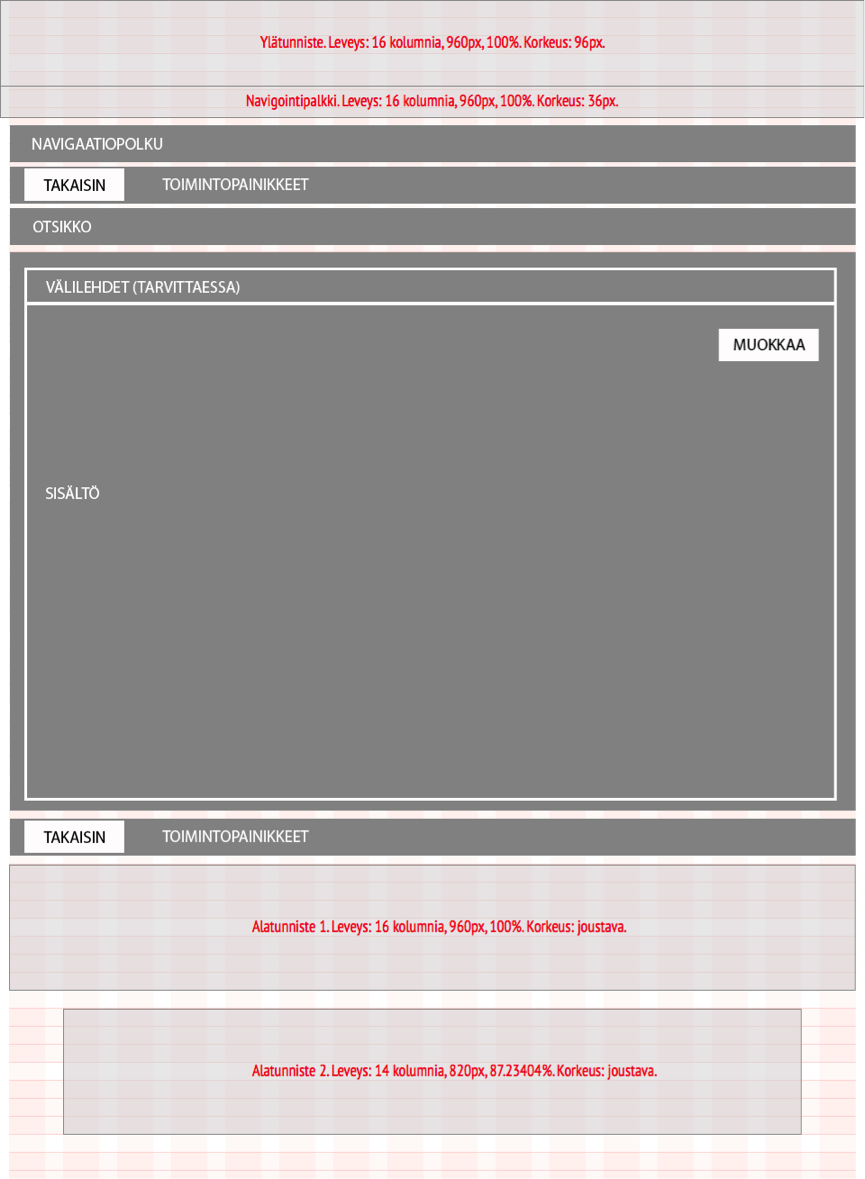 Ylätunniste. Leveys: 16 kolumnia, 960px, 100%. Korkeus: 96px.
Navigointipalkki. Leveys: 16 kolumnia, 960px, 100%. Korkeus: 36px.
NAVIGAATIOPOLKU
TAKAISIN TOIMINTOPAINIKKEET
OTSIKKO
VÄLILEHDET (TARVITTAESSA)
MUOKKAA
SISÄLTÖ
TAKAISIN TOIMINTOPAINIKKEET
Alatunniste 1. Leveys: 16 kolumnia, 960px, 100%. Korkeus: joustava.
Alatunniste 2. Leveys: 14 kolumnia, 820px, 87.23404%. Korkeus: joustava.